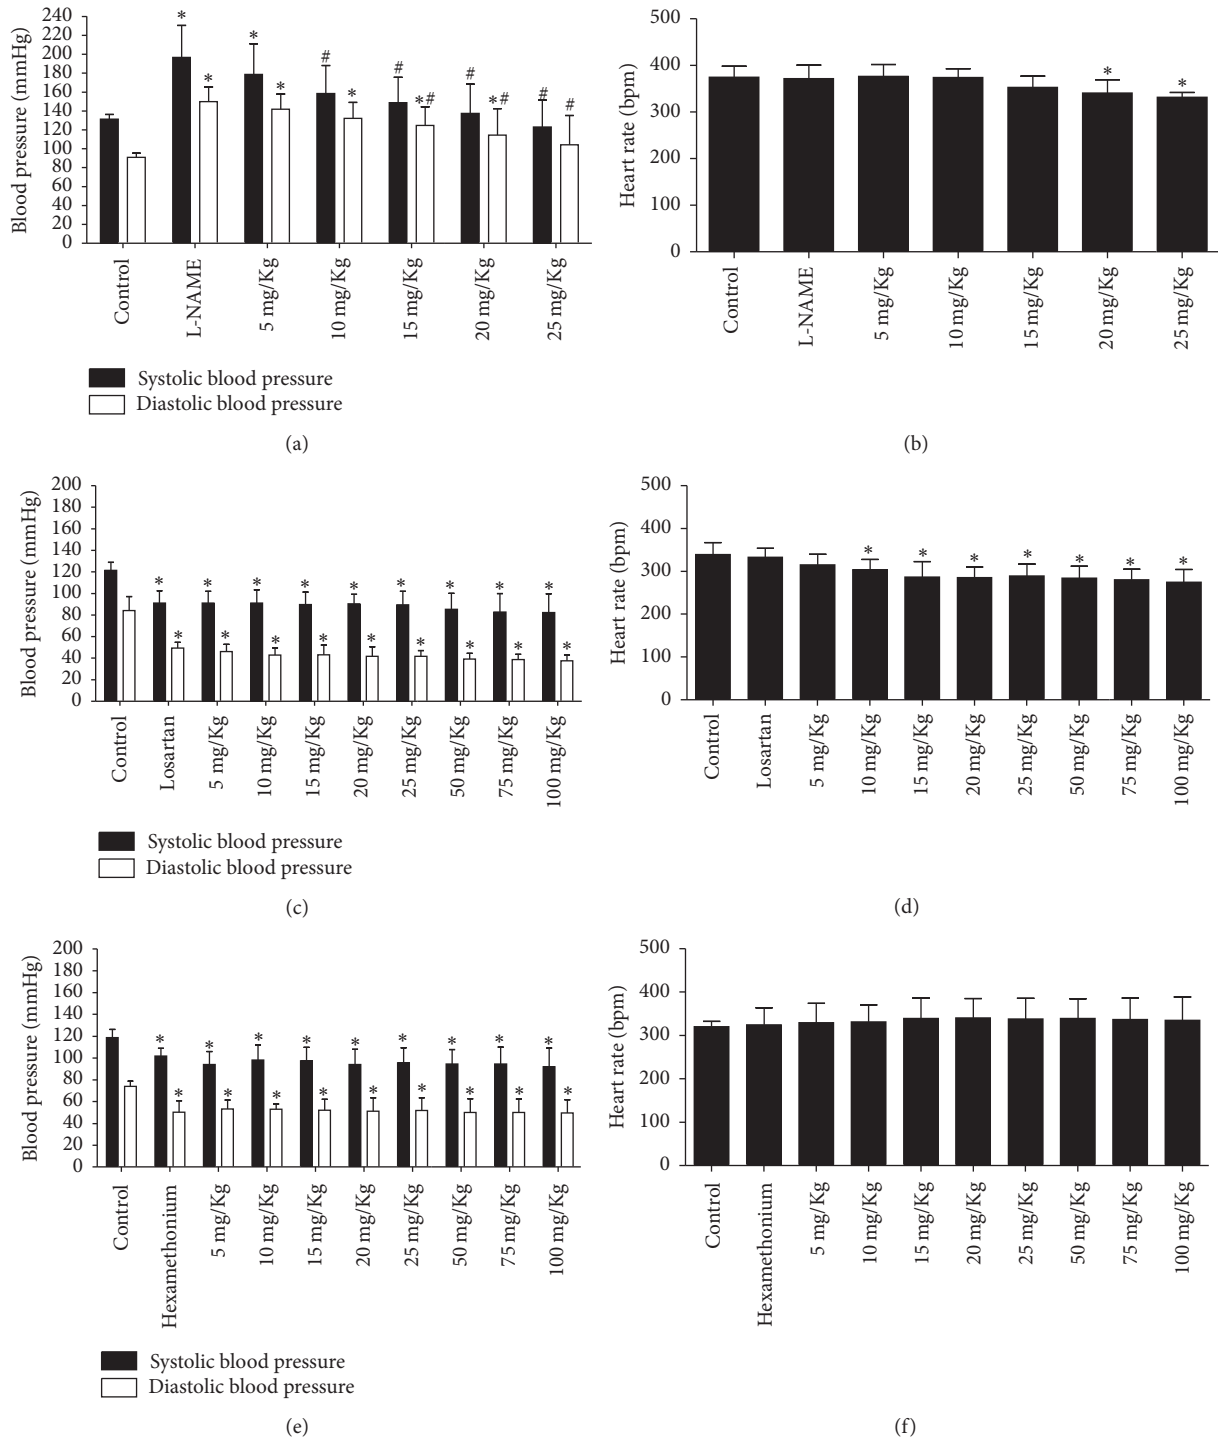 Blood pressure (mmHg)
240
220
200
180
160
140
120
100
80
60
40
20
0
*
*
*
*
#
*
#
*#
#
*#
#
#
Control
L-NAME
5 mg/Kg
10 mg/Kg
15 mg/Kg
20 mg/Kg
25 mg/Kg
Systolic blood pressure
Diastolic blood pressure
(a)
Heart rate (bpm)
500
400
300
200
100
0
*
*
Control
L-NAME
5 mg/Kg
10 mg/Kg
15 mg/Kg
20 mg/Kg
25 mg/Kg
(b)
Blood pressure (mmHg)
200
180
160
140
120
100
80
60
40
20
0
* * * * * * * * *
* * * * * * * * *
Control
Losartan
5 mg/Kg
10 mg/Kg
15 mg/Kg
20 mg/Kg
25 mg/Kg
50 mg/Kg
75 mg/Kg
100 mg/Kg
Systolic blood pressure
Diastolic blood pressure
(c)
Heart rate (bpm)
500
400
300
200
100
0
* * * * * * *
Control
Losartan
5 mg/Kg
10 mg/Kg
15 mg/Kg
20 mg/Kg
25 mg/Kg
50 mg/Kg
75 mg/Kg
100 mg/Kg
(d)
Blood pressure (mmHg)
200
180
160
140
120
100
80
60
40
20
0
* * * * * * * * *
* * * * * * * * *
Control
Hexamethonium
5 mg/Kg
10 mg/Kg
15 mg/Kg
20 mg/Kg
25 mg/Kg
50 mg/Kg
75 mg/Kg
100 mg/Kg
Systolic blood pressure
Diastolic blood pressure
(e)
Heart rate (bpm)
500
400
300
200
100
0
Control
Hexamethonium
5 mg/Kg
10 mg/Kg
15 mg/Kg
20 mg/Kg
25 mg/Kg
50 mg/Kg
75 mg/Kg
100 mg/Kg
(f)